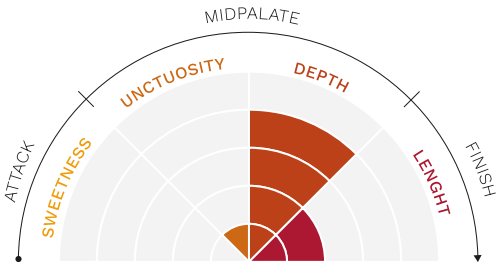 MIDPALATE
UNCTUOSITY
DEPTH
ATTACK
SWEETNESS
LENGHT
FINISH